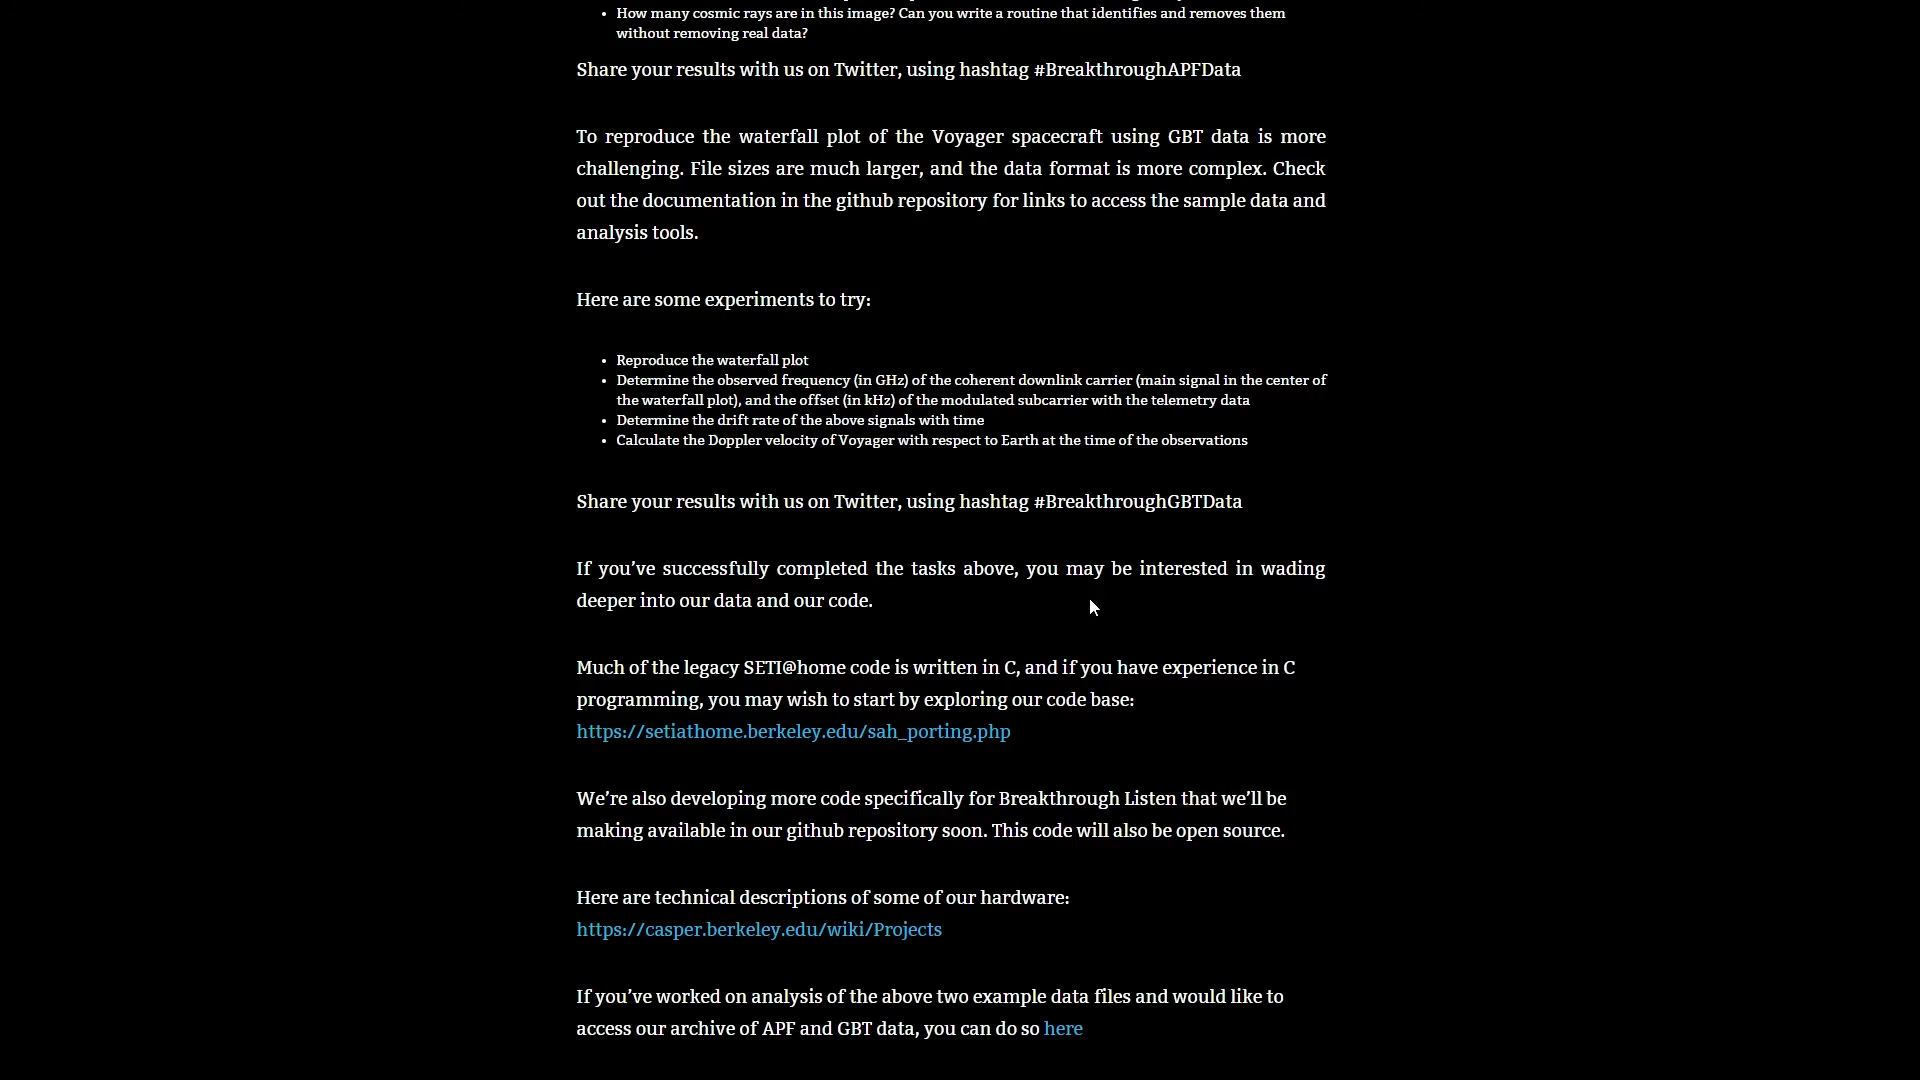 How many cosmic rays are in this image? Can you write a routine that identifies and removes them
without removing real data?
Share your results with us on Twitter, using hashtag #BreakthroughAPFData
To reproduce the waterfall plot of the Voyager spacecraft using GBT data is more
challenging. File sizes are much larger, and the data format is more complex. Check
out the documentation in the github repository for links to access the sample data and
analysis tools.
Here are some experiments to try:
Reproduce the waterfall plot
Determine the observed frequency (in GHz) of the coherent downlink carrier (main signal in the center of
the waterfall plot), and the offset (in kHz) of the modulated subcarrier with the telemetry data
Determine the drift rate of the above signals with time
Calculate the Doppler velocity of Voyager with respect to Earth at the time of the observations
Share your results with us on Twitter, using hashtag #BreakthroughGBTData
If you’ve successfully completed the tasks above, you may be interested in wading
deeper into our data and our code.
Much of the legacy SETI@home code is written in C, and if you have experience in C
programming, you may wish to start by exploring our code base:
https://setiathome.berkeley.edu/sah_porting.php
We’re also developing more code specifically for Breakthrough Listen that we’ll be
making available in our github repository soon. This code will also be open source.
Here are technical descriptions of some of our hardware:
https://casper.berkeley.edu/wiki/Projects
If you’ve worked on analysis of the above two example data files and would like to
access our archive of APF and GBT data, you can do so here